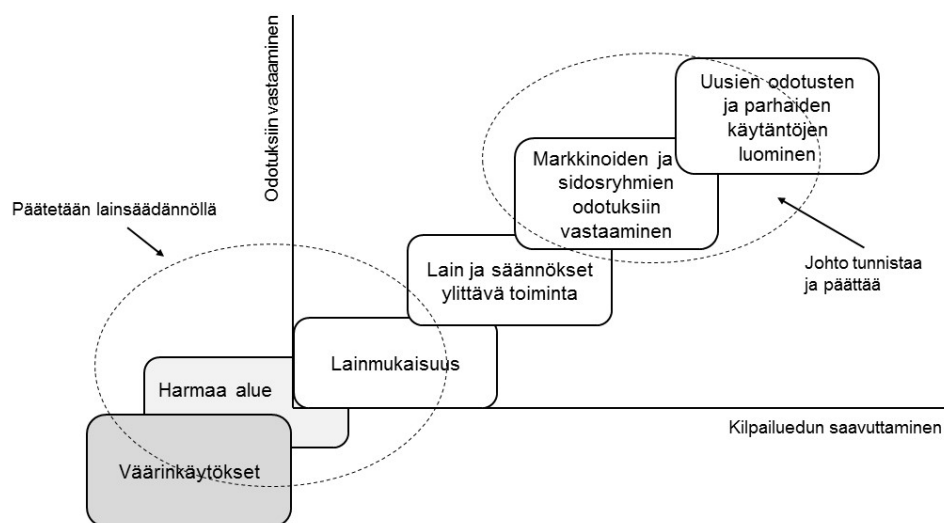 Odotuksiin vastaaminen
Uusien odotusten
ja parhaiden
käytäntöjen
luominen
Markkinoiden ja
sidosryhmien
odotuksiin
vastaaminen
Päätetään lainsäädännöllä
Lain ja säännökset
ylittävä toiminta
Johto tunnistaa
ja päättää
Lainmukaisuus
Harmaa alue
Kilpailuedun saavuttaminen
Väärinkäytökset